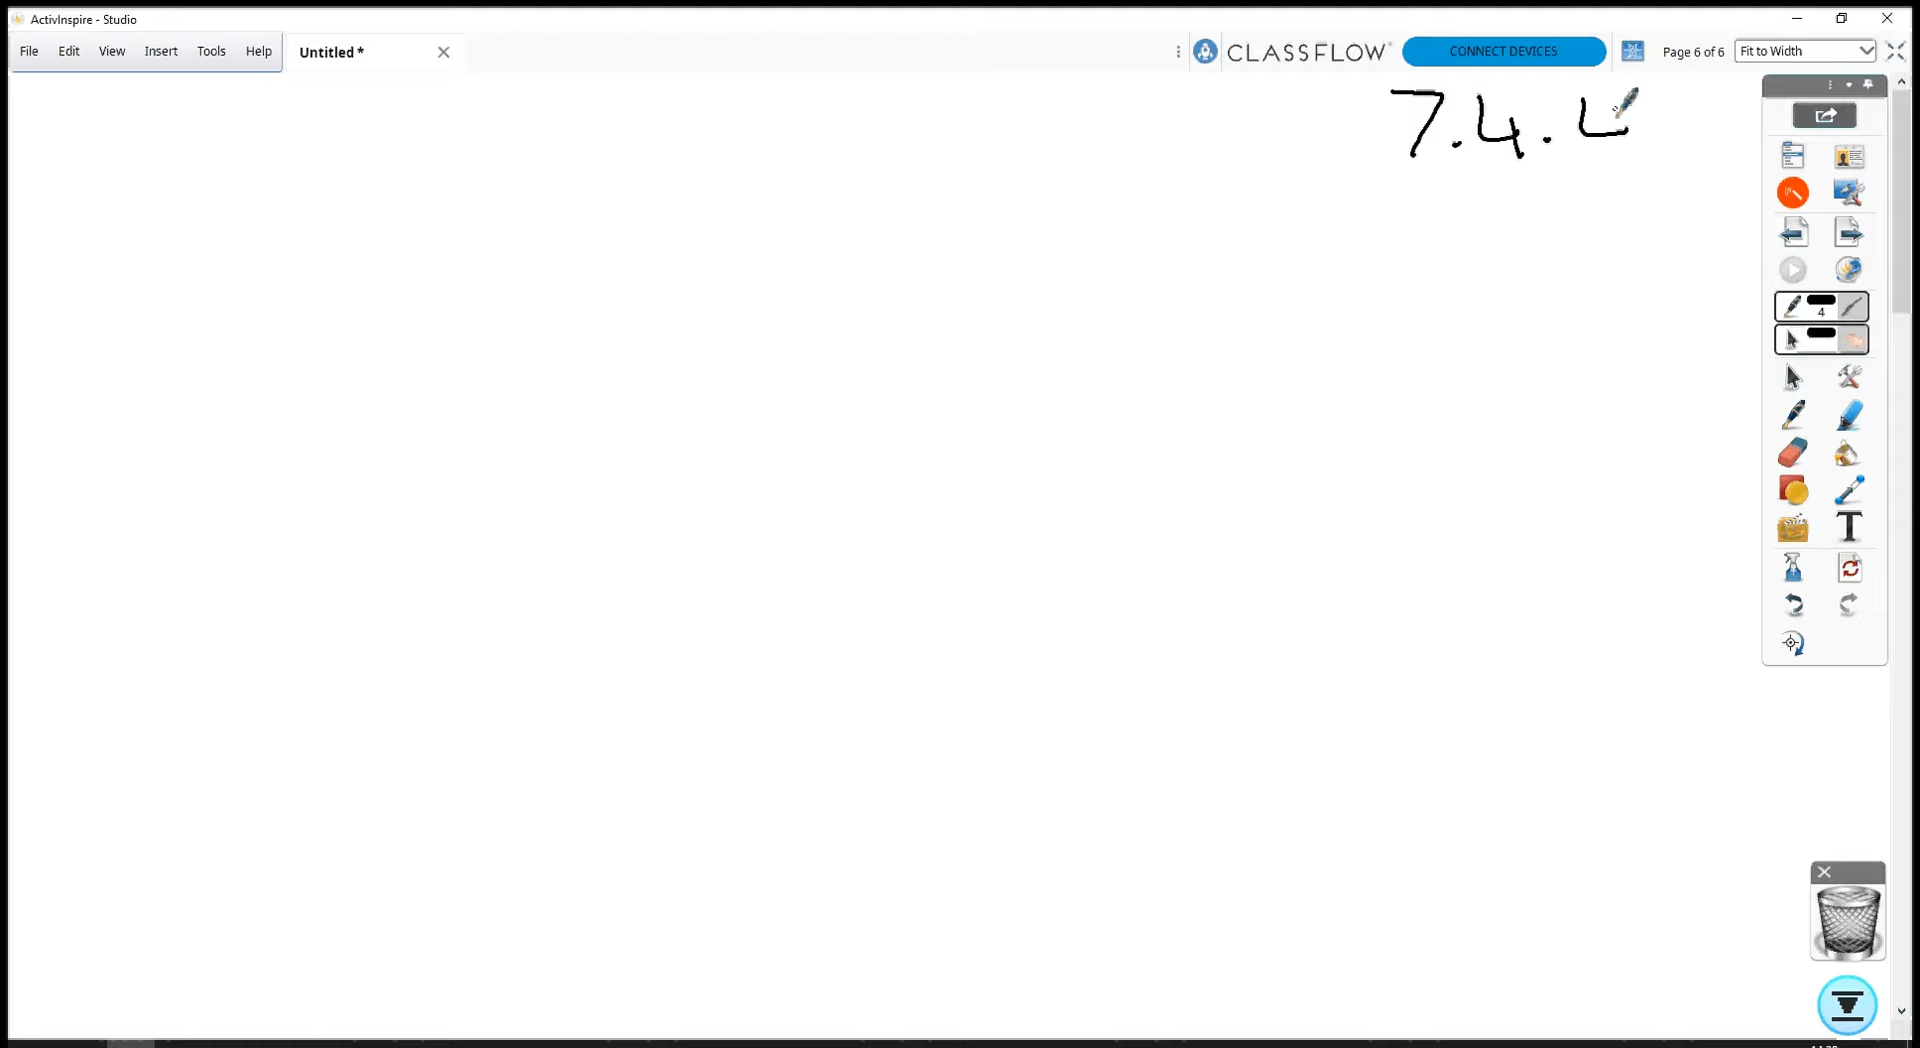 ActivInspire - Studio
File Edit View Insert Tools Help Untitled * CLASSFLOW CONNECT DEVICES Page 6 of 6 Fit to Width
7.4.
4
T